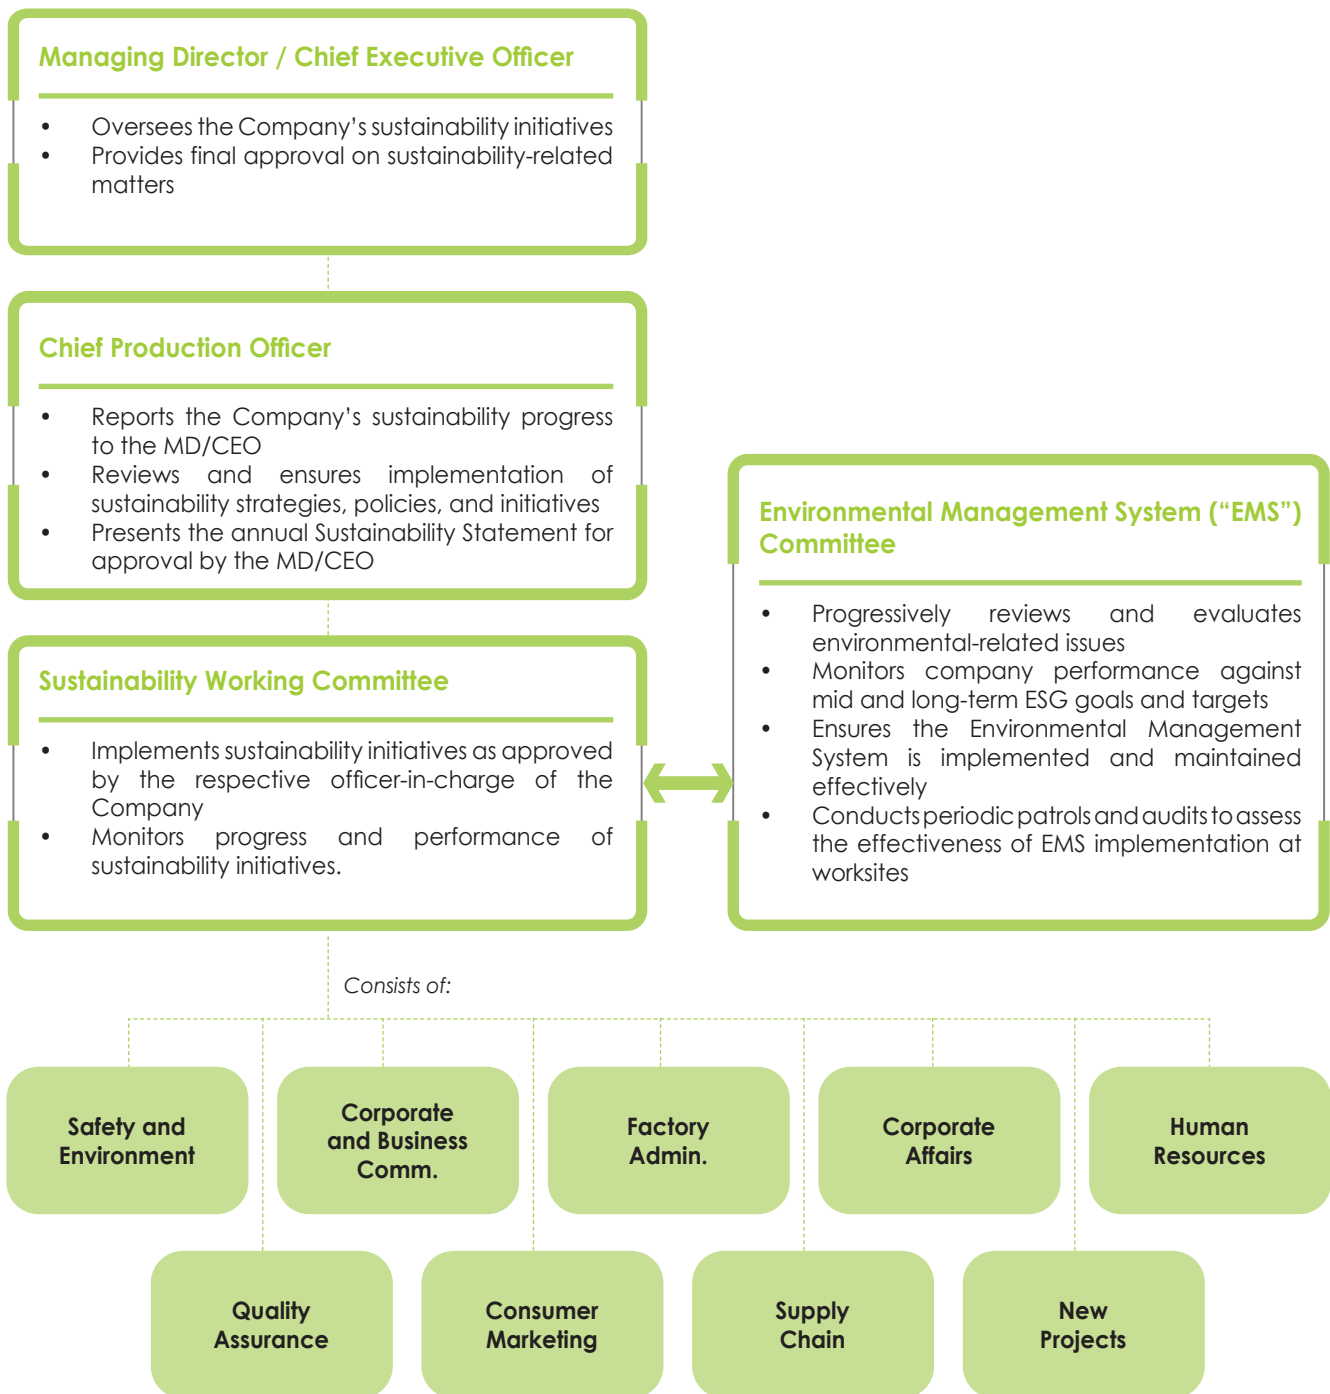 Managing Director / Chief Executive Officer
• Oversees the Company’s sustainability initiatives
• Provides final approval on sustainability-related
matters
Chief Production Officer
• Reports the Company’s sustainability progress
to the MD/CEO
• Reviews and ensures implementation of
sustainability strategies, policies, and initiatives
• Presents the annual Sustainability Statement for
approval by the MD/CEO
Sustainability Working Committee
• Implements sustainability initiatives as approved
by the respective officer-in-charge of the
Company
• Monitors progress and performance of
sustainability initiatives.
Environmental Management System (“EMS”)
Committee
• Progressively reviews and evaluates
environmental-related issues
• Monitors company performance against
mid and long-term ESG goals and targets
• Ensures the Environmental Management
System is implemented and maintained
effectively
• Conducts periodic patrols and audits to assess
the effectiveness of EMS implementation at
worksites
Consists of:
Safety and
Environment
Corporate
and Business
Comm.
Factory
Admin.
Corporate
Affairs
Human
Resources
Quality
Assurance
Consumer
Marketing
Supply
Chain
New
Projects